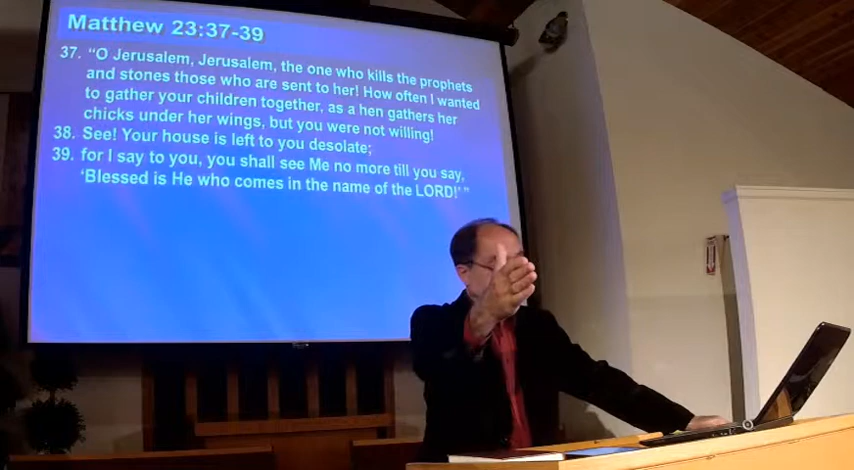 Matthew 23:37-39
37. “O Jerusalem, Jerusalem, the one who kills the prophets
and stones those who are sent to her! How often I wanted
to gather your children together, as a hen gathers her
chicks under her wings, but you were not willing!
38. See! Your house is left to you desolate;
39. for I say to you, you shall see Me no more till you say,
‘Blessed is He who comes in the name of the LORD!’”